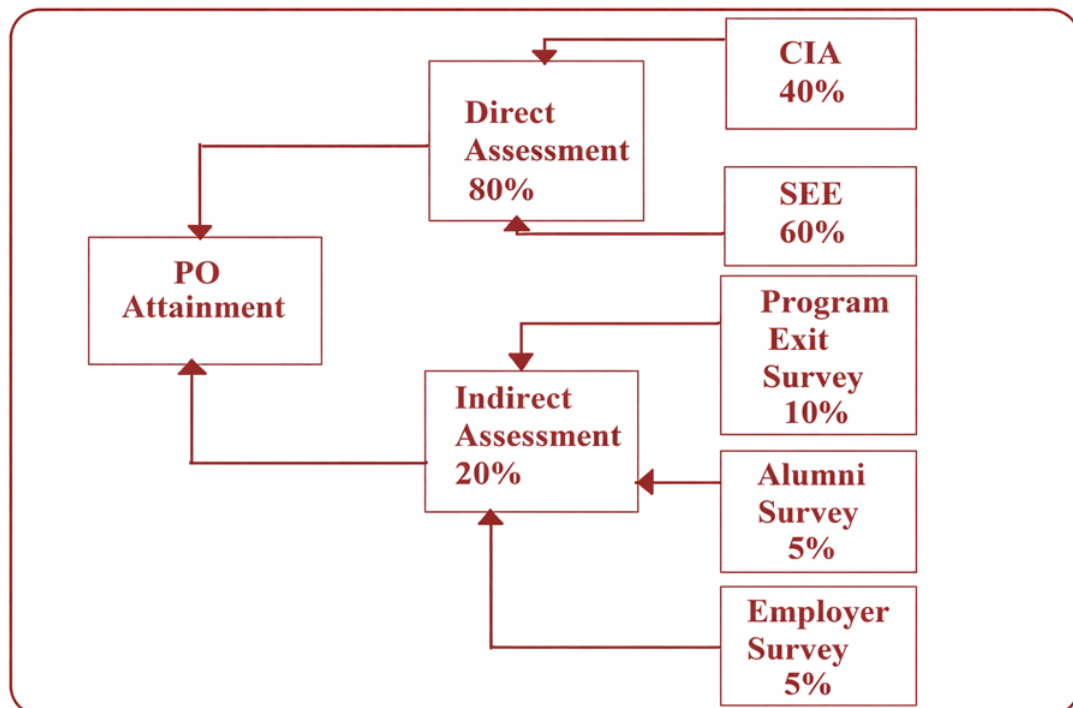 CIA
40%
Direct
Assessment
80%
SEE
60%
PO
Attainment
Program
Exit
Survey
10%
Indirect
Assessment
20%
Alumni
Survey
5%
Employer
Survey
5%